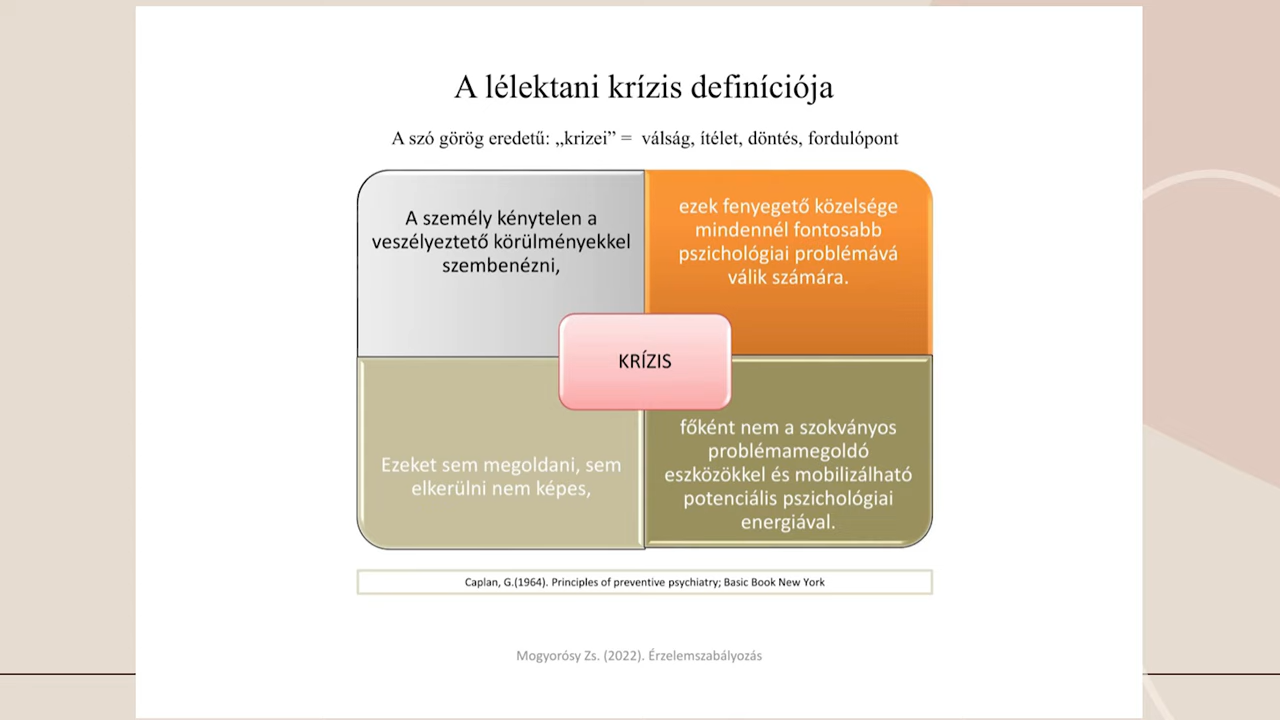 A lélektani krízis definíciója
A szó görög eredetű: „krizei” = válság, ítélet, döntés, fordulópont
A személy kénytelen a
veszélyeztető körülményekkel
szembenézni,
ezek fenyegető közelsége
mindennél fontosabb
pszichológiai problémává
válik számára.
KRÍZIS
Ezeket sem megoldani, sem
elkerülni nem képes,
főként nem a szokványos
problémamegoldó
eszközökkel és mobilizálható
potenciális pszichológiai
energiával.
Caplan, G.(1964). Principles of preventive psychiatry; Basic Book New York
Mogyorósy Zs. (2022). Érzelemszabályozás